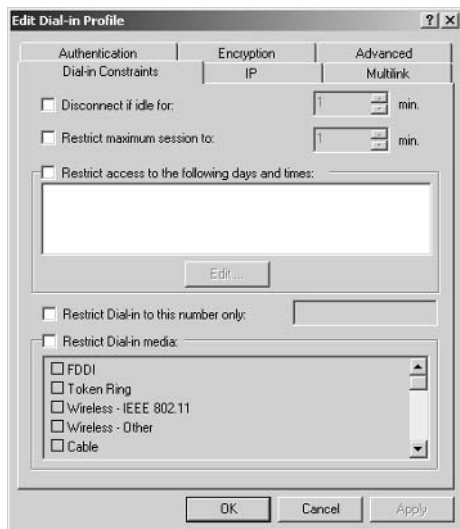 Edit Dial-in Profile
Authentication Encryption Advanced
Dial-in Constraints IP Multilink
Disconnect if idle for: 1 min.
Restrict maximum session to: 1 min.
Restrict access to the following days and times:
Edit ...
Restrict Dial-in to this number only:
Restrict Dial-in media:
FDDI
Token Ring
Wireless - IEEE 802.11
Wireless - Other
Cable
OK Cancel Apply